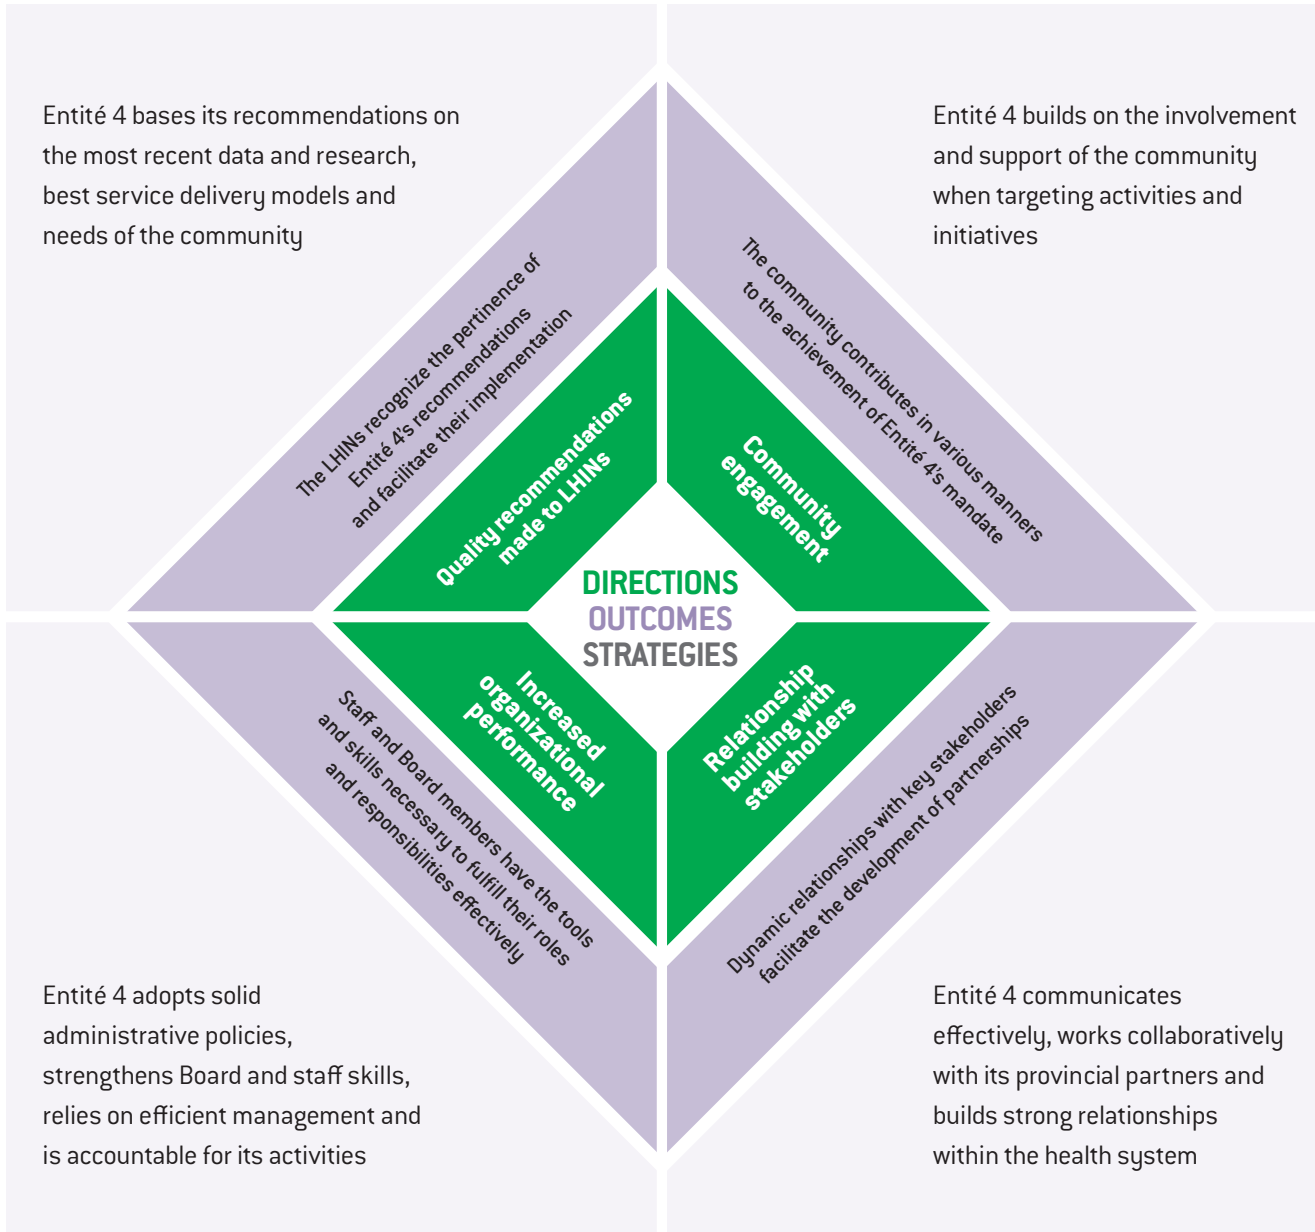 Entité 4 bases its recommendations on
the most recent data and research,
best service delivery models and
needs of the community
Entité 4 builds on the involvement
and support of the community
when targeting activities and
initiatives
The LHINs recognize the pertinence of
Entité 4's recommendations
and facilitate their implementation
The community contributes in various manners
to the achievement of Entité 4's mandate
Quality recommendations
made to LHINs
Community
engagement
DIRECTIONS
OUTCOMES
STRATEGIES
Increased
organizational
performance
Relationship
building with
stakeholders
Staff and Board members have the tools
and skills necessary to fulfill their roles
and responsibilities effectively
Dynamic relationships with key stakeholders
facilitate the development of partnerships
Entité 4 adopts solid
administrative policies,
strengthens Board and staff skills,
relies on efficient management and
is accountable for its activities
Entité 4 communicates
effectively, works collaboratively
with its provincial partners and
builds strong relationships
within the health system